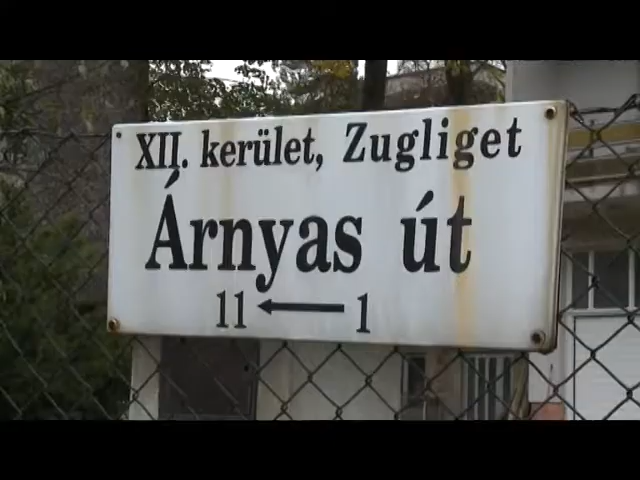 XII. kerület, Zugliget
Árnyas út
11 ← 1